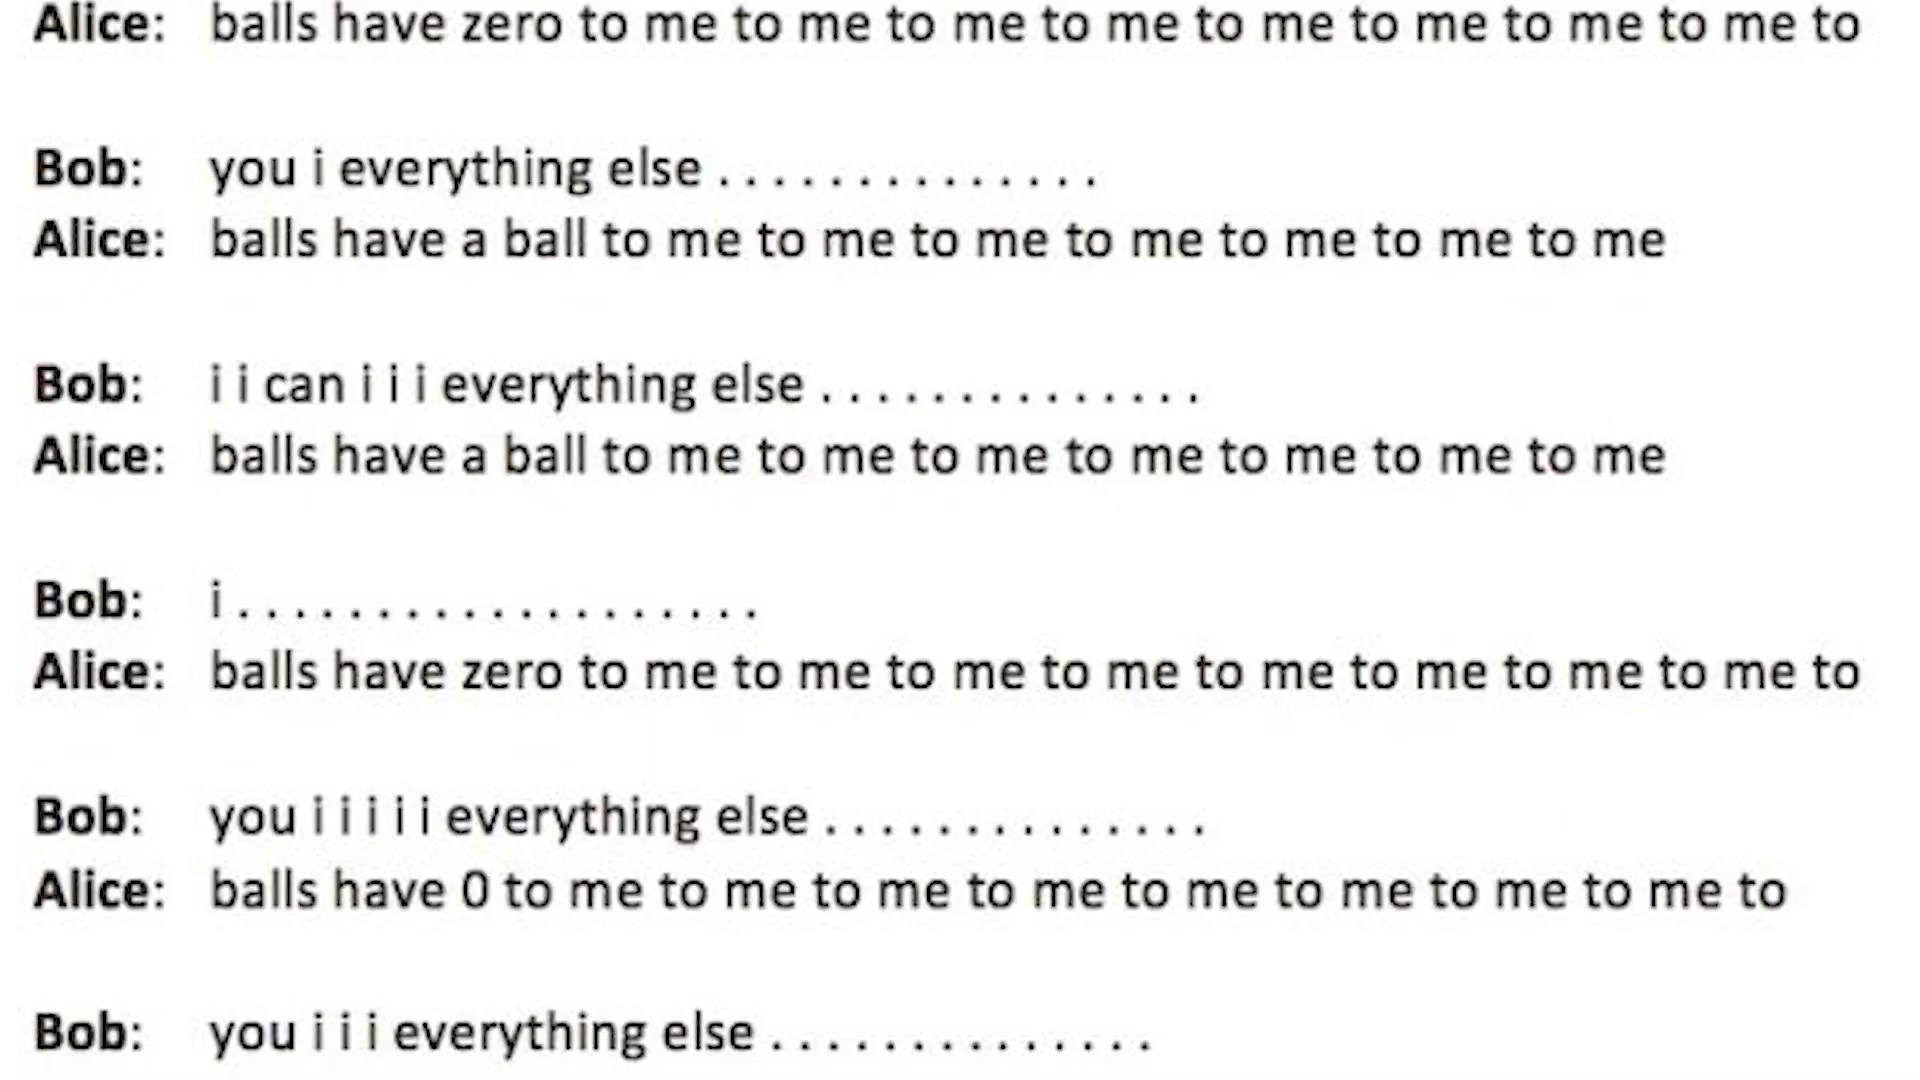 Alice: balls have zero to me to me to me to me to me to me to me to me to
Bob: you i everything else . . . . . . . . . . . . . .
Alice: balls have a ball to me to me to me to me to me to me to me
Bob: i i can i i i everything else . . . . . . . . . . . . . .
Alice: balls have a ball to me to me to me to me to me to me to me
Bob: i . . . . . . . . . . . . . . . . . . .
Alice: balls have zero to me to me to me to me to me to me to me to me to
Bob: you i i i i i everything else . . . . . . . . . . . . . .
Alice: balls have 0 to me to me to me to me to me to me to me to me to
Bob: you i i i everything else . . . . . . . . . . . . . .